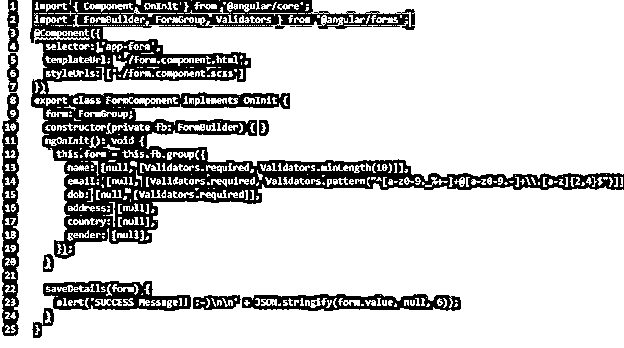 1 import { Component, OnInit } from '@angular/core';
2 import { FormBuilder, FormGroup, Validators } from '@angular/forms';
3 @Component({
4 selector: 'app-form',
5 templateUrl: './form.component.html',
6 styleUrls: ['./form.component.scss']
7 })
8 export class FormComponent implements OnInit {
9 form: FormGroup;
10 constructor(private fb: FormBuilder) { }
11 ngOnInit(): void {
12 this.form = this.fb.group({
13 name: [null, [Validators.required, Validators.minLength(10)]],
14 email: [null, [Validators.required, Validators.pattern("^[a-z0-9._%+-]+@[a-z0-9.-]+\\.[a-z]{2,4}$")]]
15 dob: [null, [Validators.required]],
16 address: [null],
17 country: [null],
18 gender: [null],
19 });
20 }
21
22 saveDetails(form) {
23 alert('SUCCESS Message!! :-)\n\n' + JSON.stringify(form.value, null, 6));
24 }
25 }